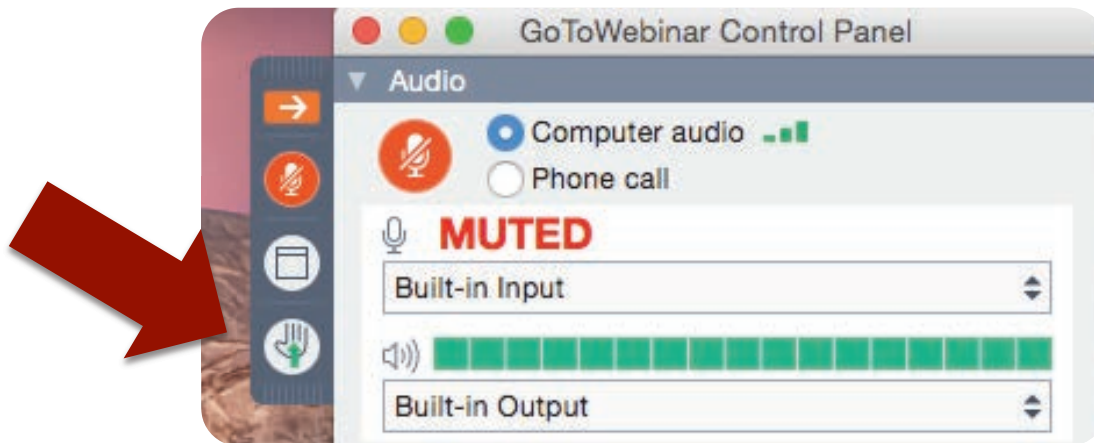 GoToWebinar Control Panel
Audio
Computer audio
Phone call
MUTED
Built-in Input
Built-in Output